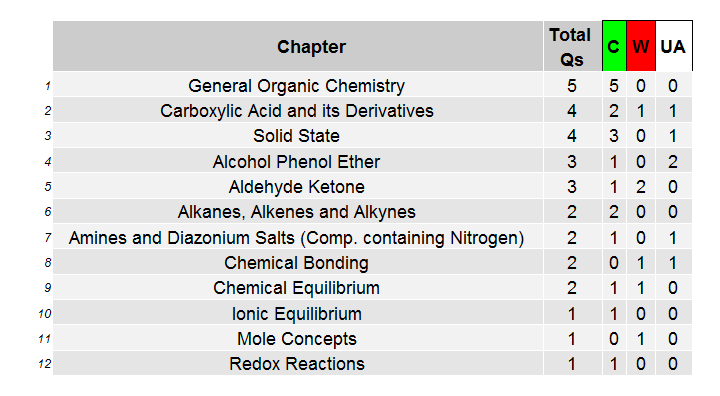 Chapter Total Qs C W UA
1 General Organic Chemistry 5 5 0 0
2 Carboxylic Acid and its Derivatives 4 2 1 1
3 Solid State 4 3 0 1
4 Alcohol Phenol Ether 3 1 0 2
5 Aldehyde Ketone 3 1 2 0
6 Alkanes, Alkenes and Alkynes 2 2 0 0
7 Amines and Diazonium Salts (Comp. containing Nitrogen) 2 1 0 1
8 Chemical Bonding 2 0 1 1
9 Chemical Equilibrium 2 1 1 0
10 Ionic Equilibrium 1 1 0 0
11 Mole Concepts 1 0 1 0
12 Redox Reactions 1 1 0 0